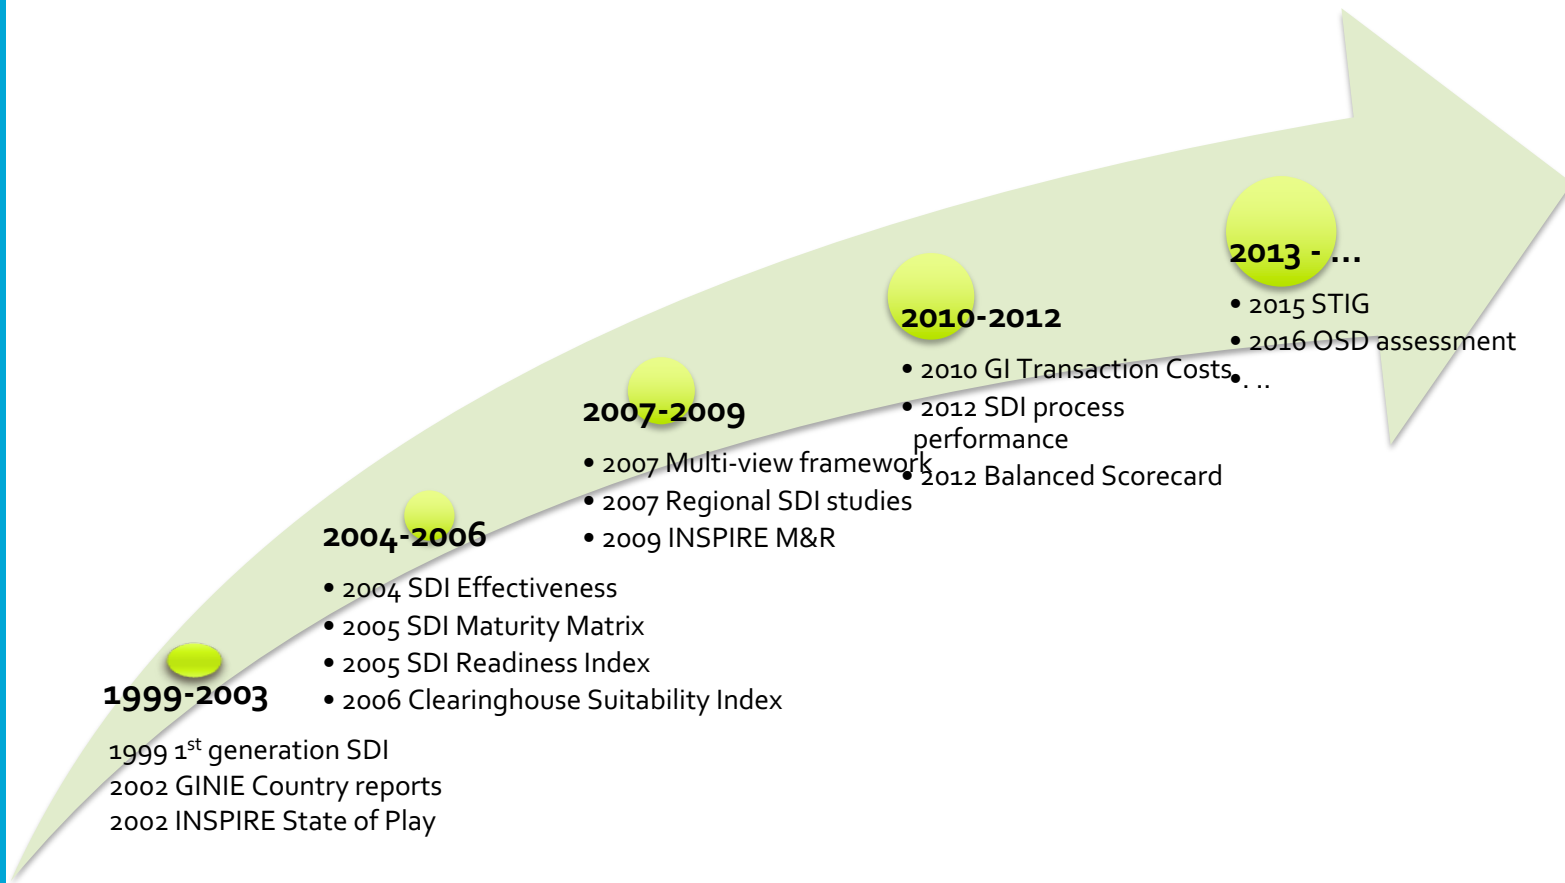 1999-2003
1999 1st generation SDI
2002 GINIE Country reports
2002 INSPIRE State of Play
2004-2006
• 2004 SDI Effectiveness
• 2005 SDI Maturity Matrix
• 2005 SDI Readiness Index
• 2006 Clearinghouse Suitability Index
2007-2009
• 2007 Multi-view framework
• 2007 Regional SDI studies
• 2009 INSPIRE M&R
2010-2012
• 2010 GI Transaction Costs
• 2012 SDI process
performance
• 2012 Balanced Scorecard
2013 - ...
• 2015 STIG
• 2016 OSD assessment
• . ..